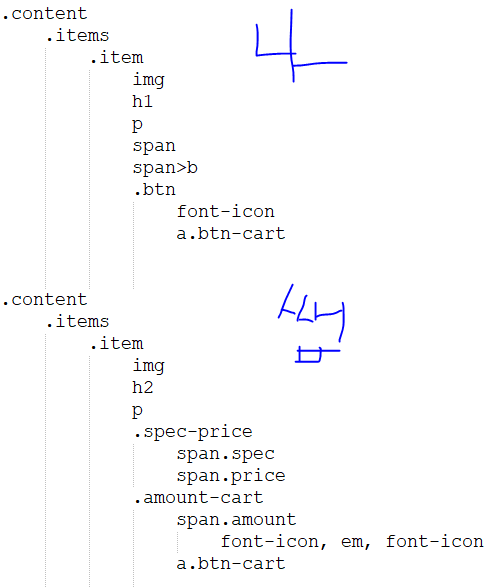 .content
.items
.item
img
h1
p
span
span>b
.btn
font-icon
a.btn-cart
.content
.items
.item
img
h2
p
.spec-price
span.spec
span.price
.amount-cart
span.amount
font-icon, em, font-icon
a.btn-cart